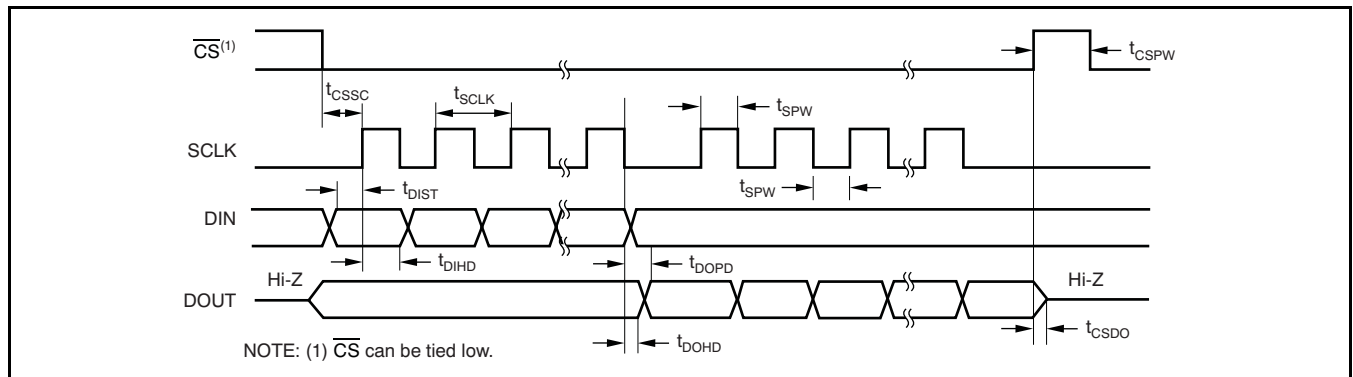 CS(1)
tCSPW
tCSSC
tSCLK
tSPW
SCLK
tDIST
tSPW
DIN
tDIHD
tDOPD
Hi-Z
Hi-Z
DOUT
tCSDO
tDOHD
NOTE: (1) CS can be tied low.